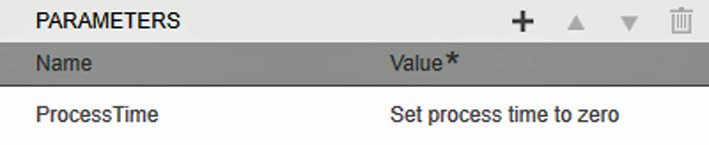 PARAMETERS
Name Value*
ProcessTime Set process time to zero